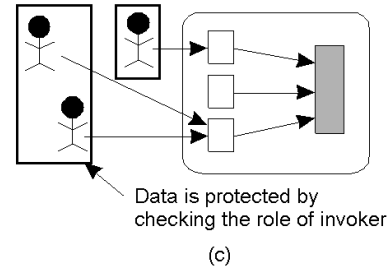 Data is protected by
checking the role of invoker
(c)